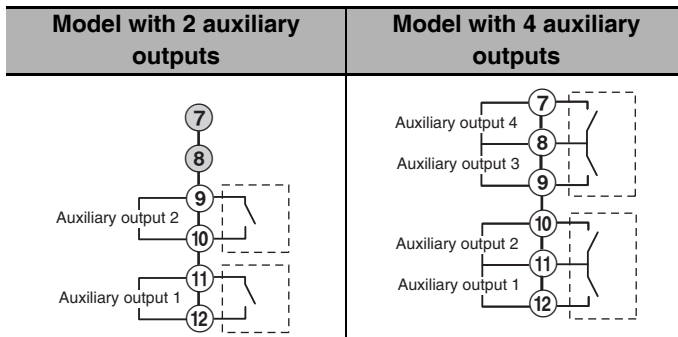 Model with 2 auxiliary
outputs
Model with 4 auxiliary
outputs
7
8
9
Auxiliary output 2
10
11
Auxiliary output 1
12
7
Auxiliary output 4
8
Auxiliary output 3
9
10
Auxiliary output 2
11
Auxiliary output 1
12